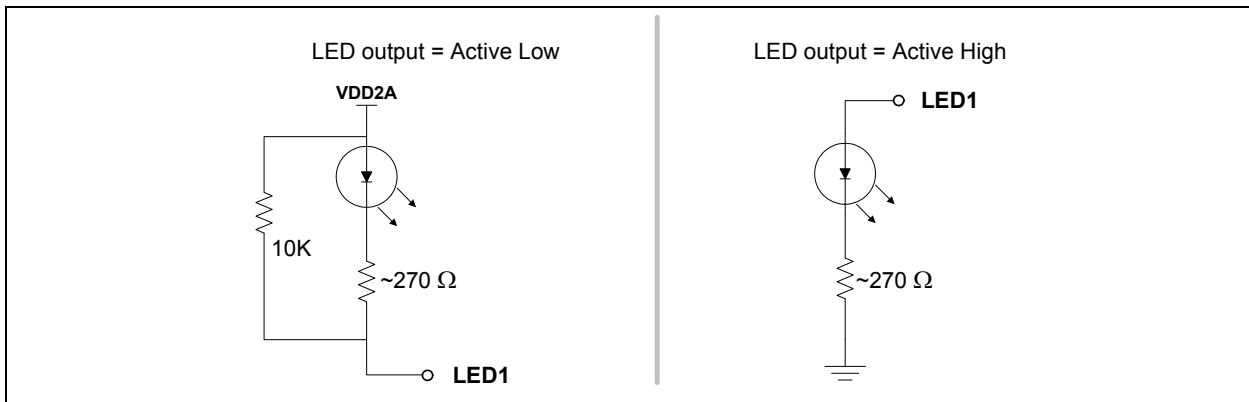 LED output = Active Low
VDD2A
10K
~270 Ω
LED1
LED output = Active High
LED1
~270 Ω